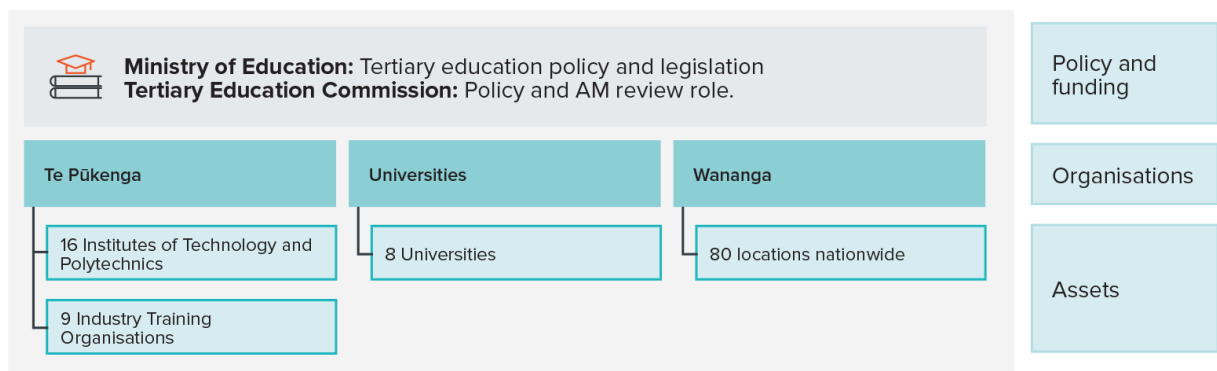 Ministry of Education: Tertiary education policy and legislation
Tertiary Education Commission: Policy and AM review role.
Policy and
funding
Te Pūkenga
Universities
Wananga
Organisations
16 Institutes of Technology and
Polytechnics
8 Universities
80 locations nationwide
9 Industry Training
Organisations
Assets